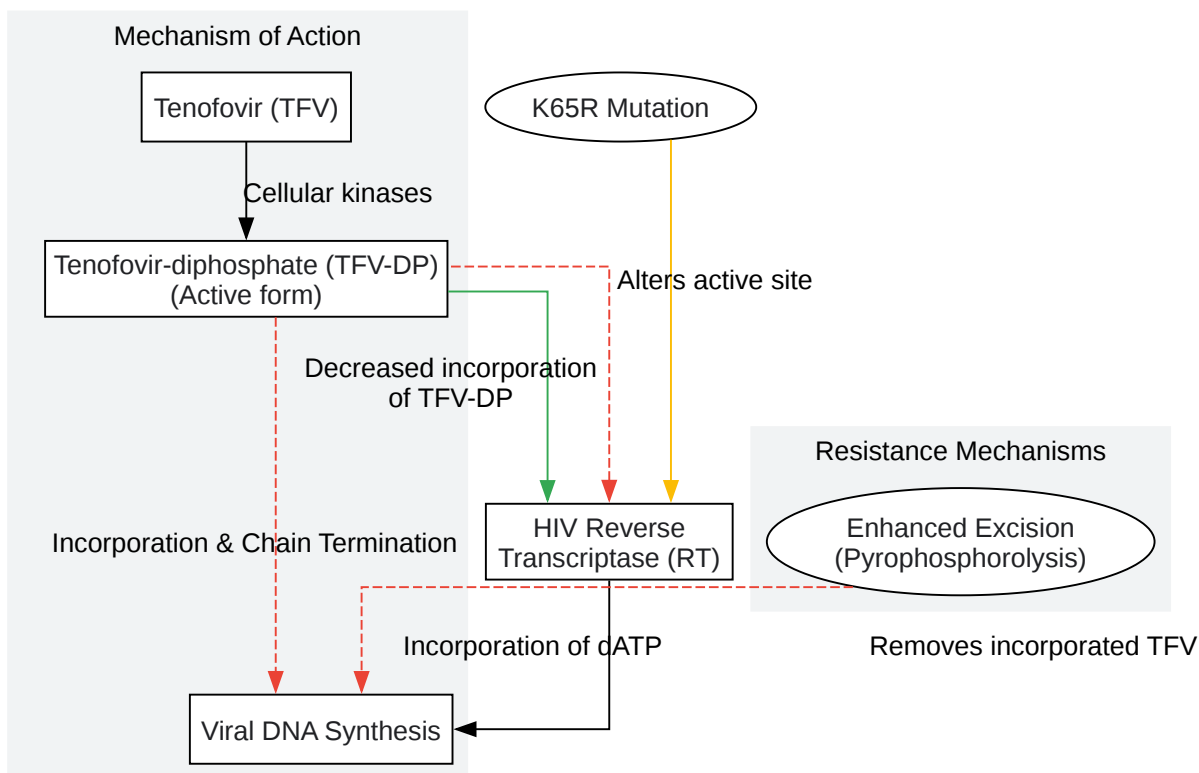 Mechanism of Action
Tenofovir (TFV)
K65R Mutation
Cellular kinases
Tenofovir-diphosphate (TFV-DP)
(Active form)
Alters active site
Decreased incorporation
of TFV-DP
Resistance Mechanisms
HIV Reverse
Transcriptase (RT)
Enhanced Excision
(Pyrophosphorolysis)
Incorporation & Chain Termination
Incorporation of dATP
Removes incorporated TFV
Viral DNA Synthesis